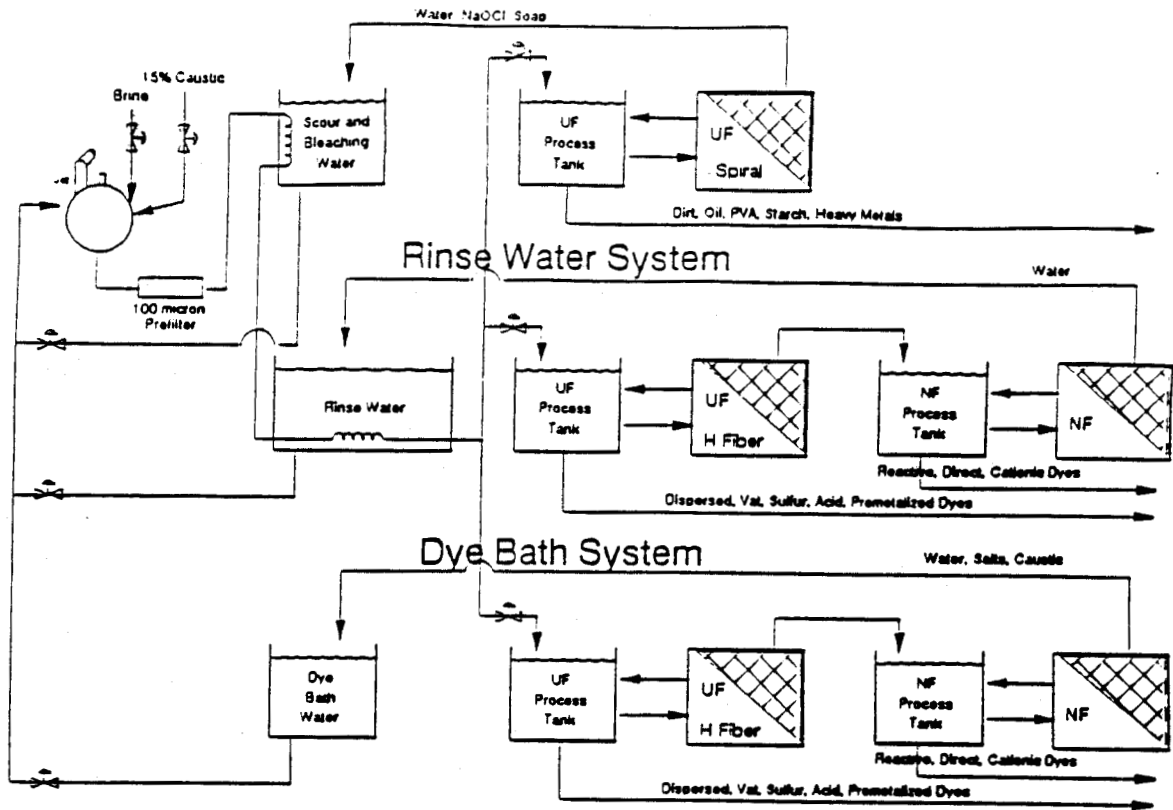 Water NaOCl Soap
15% Caustic
Brine
Scour and
Bleaching
Water
UF
Process
Tank
UF
Spiral
Dirt, Oil, PVA, Starch, Heavy Metals
100 micron
Prefilter
Rinse Water System
Water
Rinse Water
UF
Process
Tank
UF
H Fiber
NF
Process
Tank
NF
Reactive, Direct, Cationic Dyes
Dispersed, Vat, Sulfur, Acid, Premetalized Dyes
Dye Bath System
Water, Salts, Caustic
Dye
Bath
Water
UF
Process
Tank
UF
H Fiber
NF
Process
Tank
NF
Reactive, Direct, Cationic Dyes
Dispersed, Vat, Sulfur, Acid, Premetalized Dyes